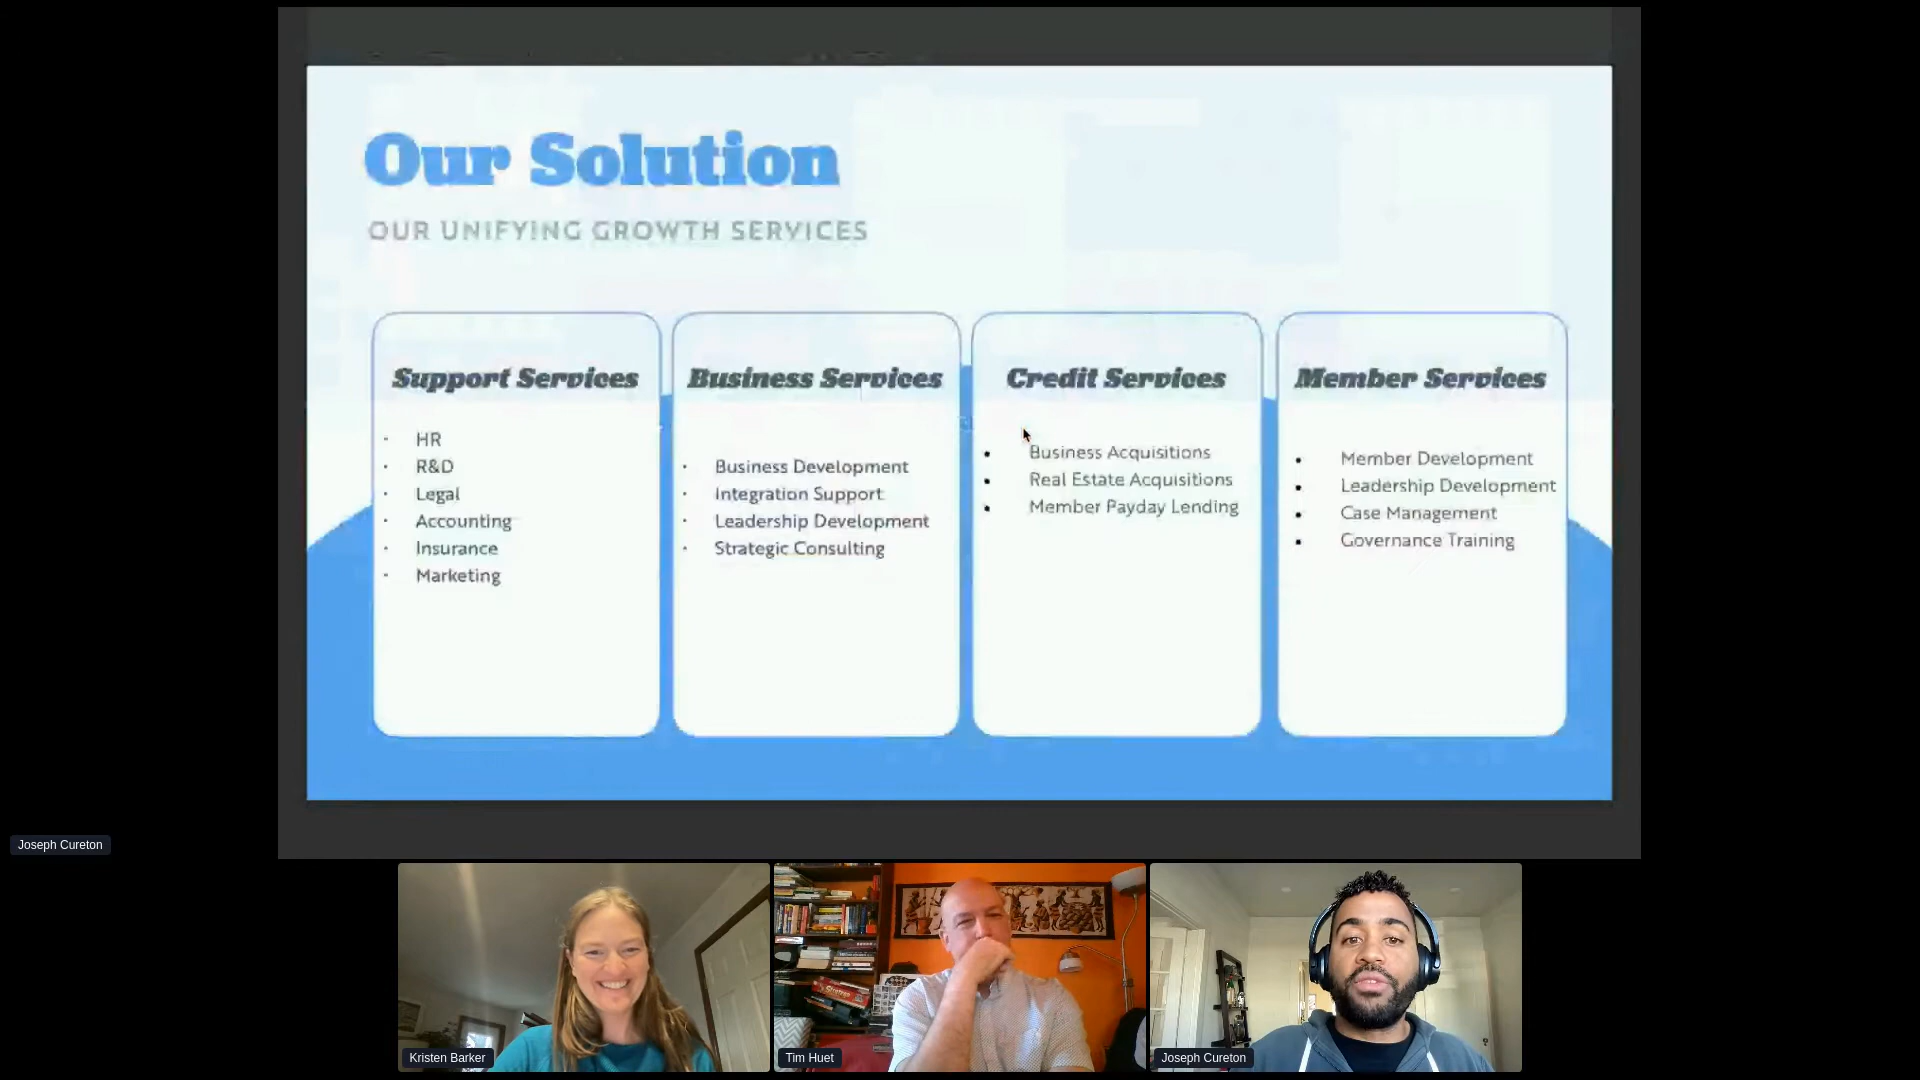 Our Solution
OUR UNIFYING GROWTH SERVICES
Support Services
· HR
· R&D
· Legal
· Accounting
· Insurance
· Marketing
Business Services
· Business Development
· Integration Support
· Leadership Development
· Strategic Consulting
Credit Services
• Business Acquisitions
• Real Estate Acquisitions
• Member Payday Lending
Member Services
• Member Development
• Leadership Development
• Case Management
• Governance Training
Joseph Cureton
Stratego
Kristen Barker
Tim Huet
Joseph Cureton